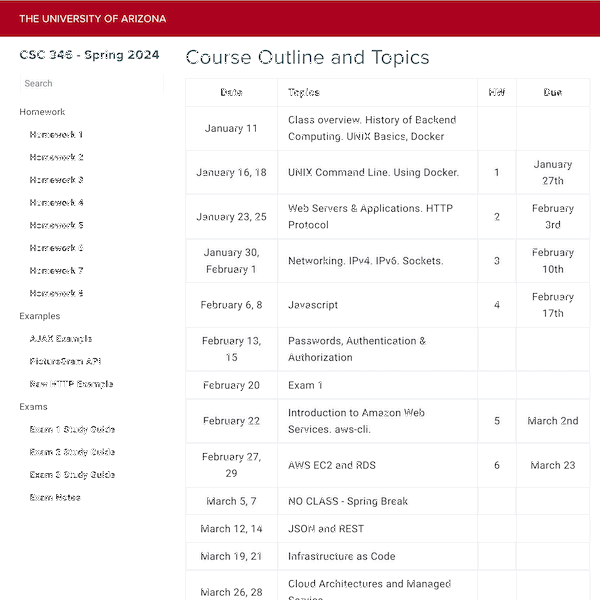 THE UNIVERSITY OF ARIZONA
CSC 346 - Spring 2024
Search
Homework
Homework 1
Homework 2
Homework 3
Homework 4
Homework 5
Homework 6
Homework 7
Homework 8
Examples
AJAX Example
PictureGram API
Raw HTTP Example
Exams
Exam 1 Study Guide
Exam 2 Study Guide
Exam 3 Study Guide
Exam Notes
Course Outline and Topics
Date Topics HW Due
January 11 Class overview. History of Backend
Computing. UNIX Basics, Docker
January 16, 18 UNIX Command Line. Using Docker. 1 January
27th
January 23, 25 Web Servers & Applications. HTTP
Protocol 2 February
3rd
January 30,
February 1 Networking. IPv4. IPv6. Sockets. 3 February
10th
February 6, 8 Javascript 4 February
17th
February 13,
15 Passwords, Authentication &
Authorization
February 20 Exam 1
February 22 Introduction to Amazon Web
Services. aws-cli. 5 March 2nd
February 27,
29 AWS EC2 and RDS 6 March 23
March 5, 7 NO CLASS - Spring Break
March 12, 14 JSON and REST
March 19, 21 Infrastructure as Code
March 26, 28 Cloud Architectures and Managed